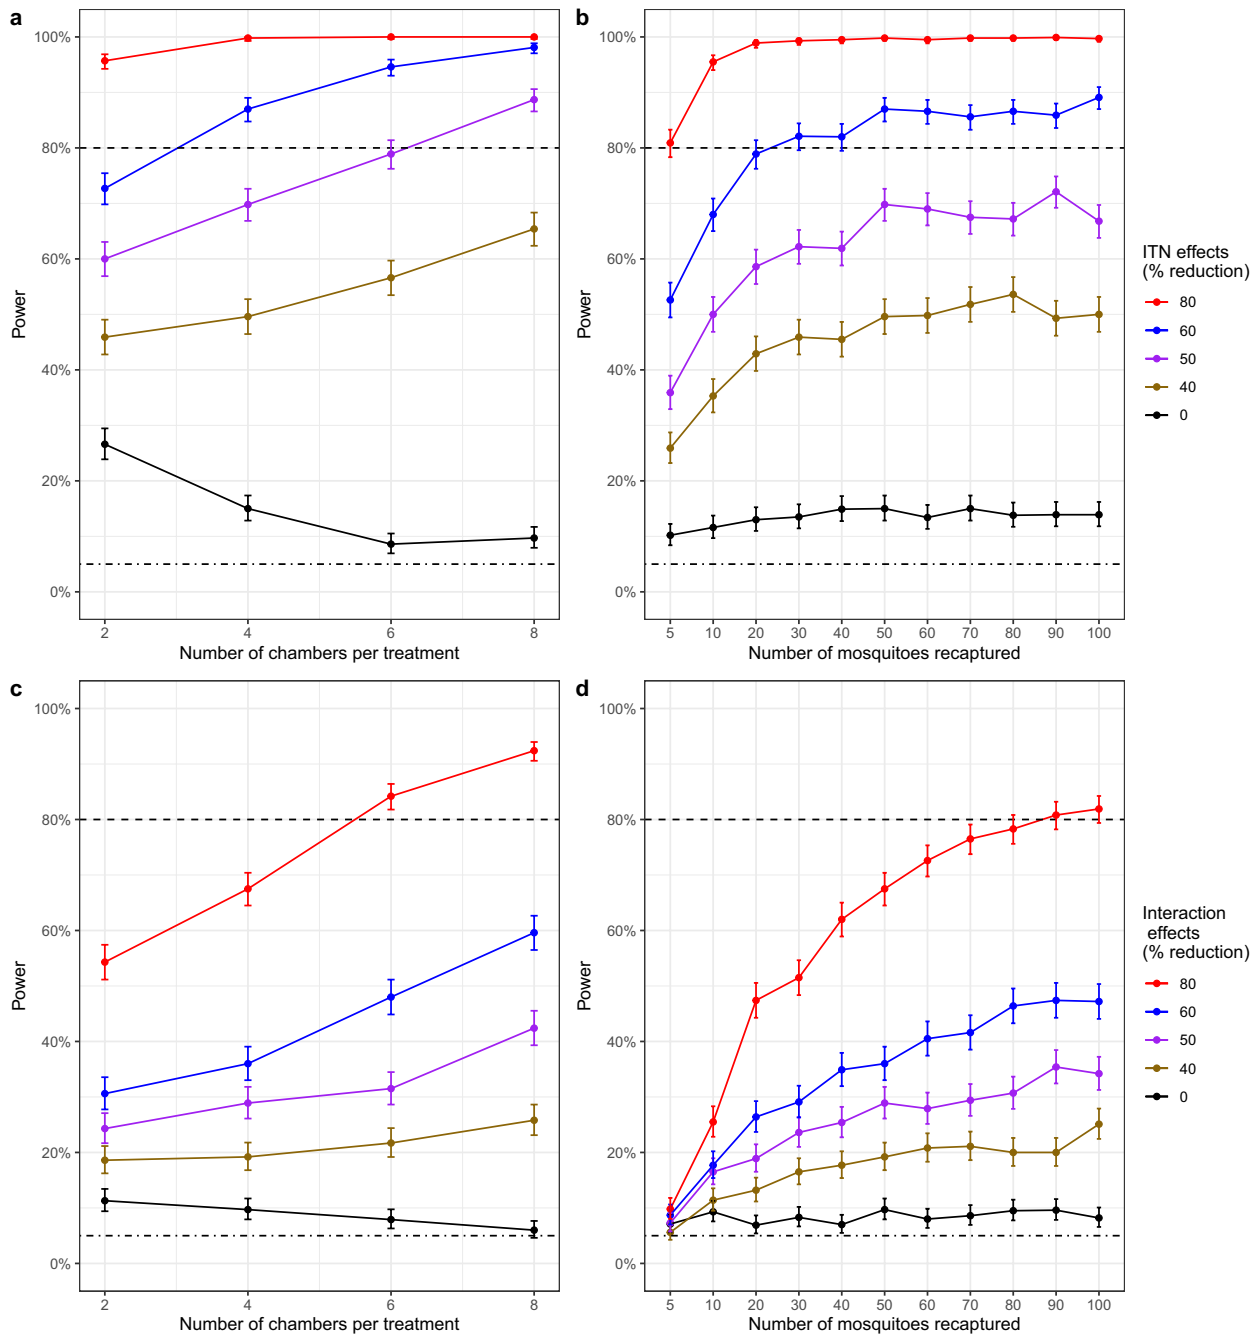 a
100%
80%
60%
40%
20%
0%
Power
2 4 6 8
Number of chambers per treatment
b
100%
80%
60%
40%
20%
0%
Power
5 10 20 30 40 50 60 70 80 90 100
Number of mosquitoes recaptured
ITN effects
(% reduction)
80
60
50
40
0
c
100%
80%
60%
40%
20%
0%
Power
2 4 6 8
Number of chambers per treatment
d
100%
80%
60%
40%
20%
0%
Power
5 10 20 30 40 50 60 70 80 90 100
Number of mosquitoes recaptured
Interaction
effects
(% reduction)
80
60
50
40
0